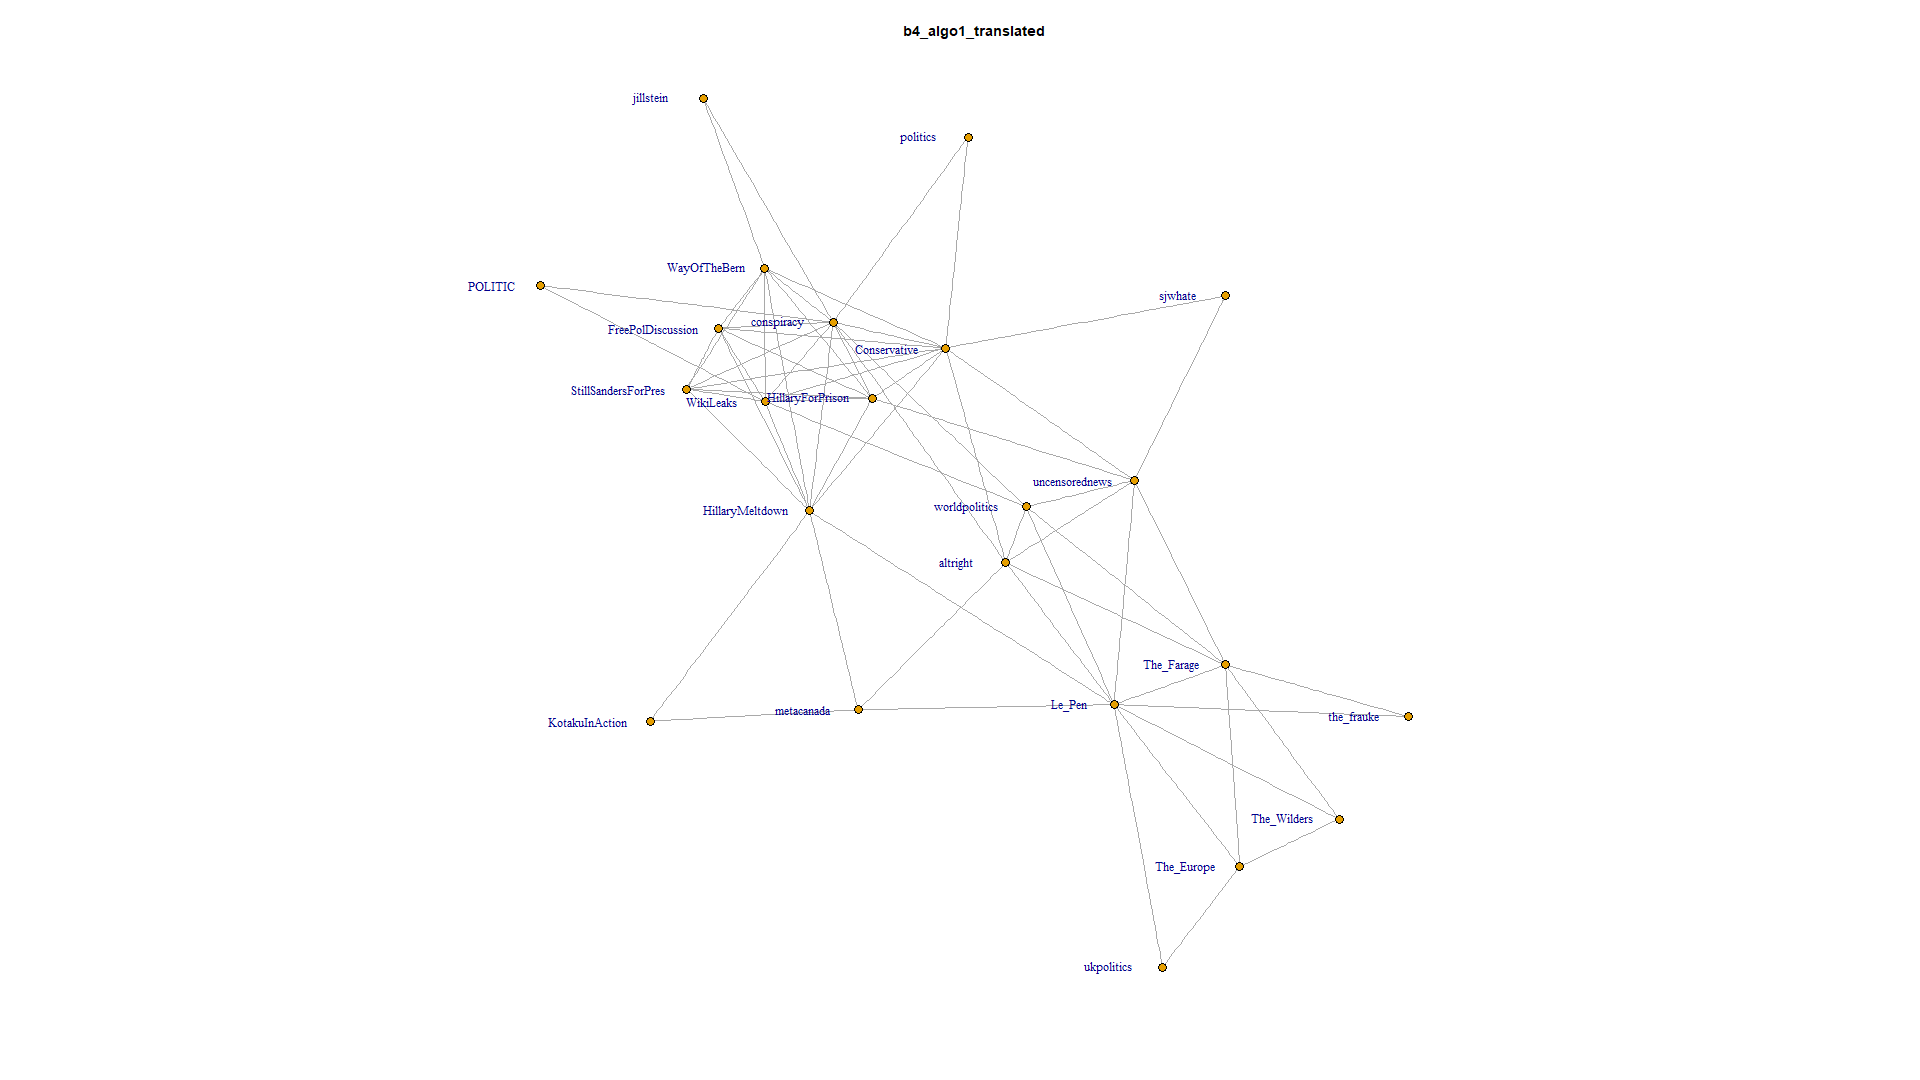 b4_algo1_translated
jillstein
politics
WayOfTheBern
POLITIC
sjwhate
conspiracy
FreePolDiscussion
Conservative
StillSandersForPres
WikiLeaks
HillaryForPrison
uncensorednews
worldpolitics
HillaryMeltdown
altright
The_Farage
Le_Pen
metacanada
the_frauke
KotakuInAction
The_Wilders
The_Europe
ukpolitics